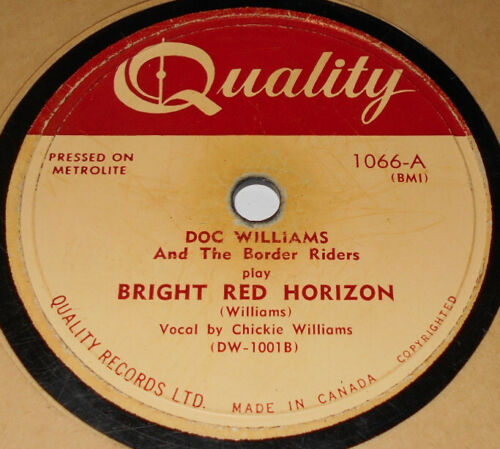 Quality
PRESSED ON
METROLITE
1066-A
(BMI)
DOC WILLIAMS
And The Border Riders
play
BRIGHT RED HORIZON
(Williams)
Vocal by Chickie Williams
(DW-1001B)
QUALITY RECORDS LTD. MADE IN CANADA COPYRIGHTED